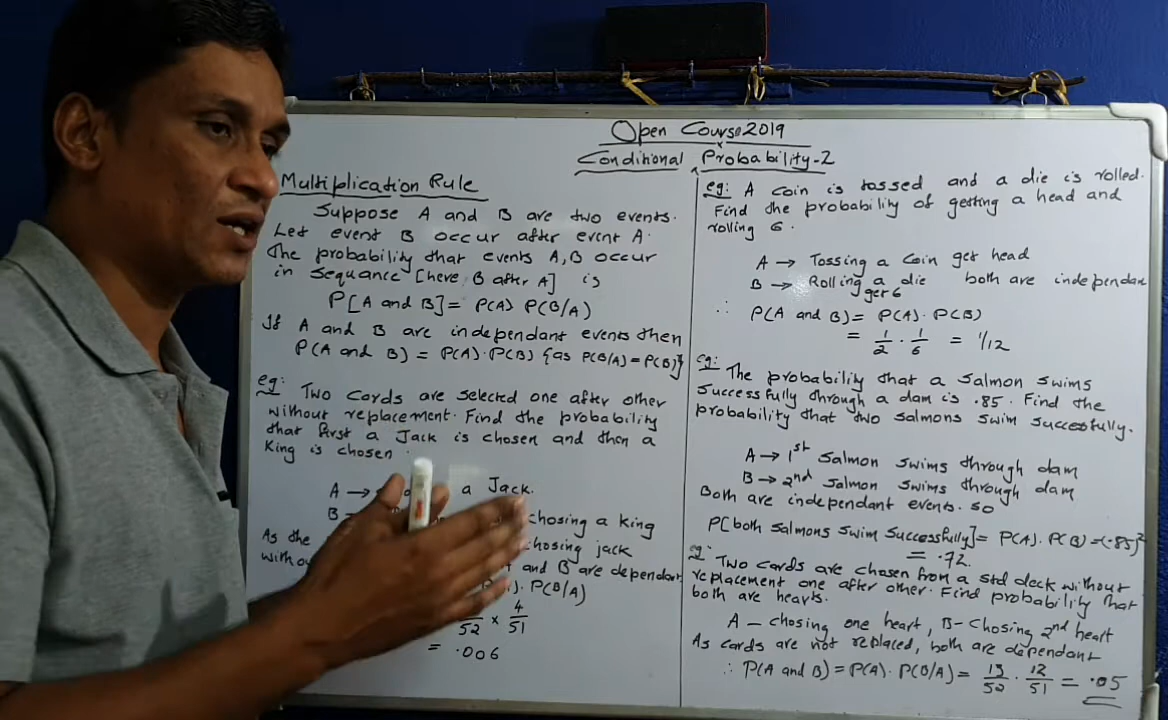 Open Course 2019
Conditional Probability-2
Multiplication Rule
Suppose A and B are two events.
Let event B occur after event A.
The probability that events A,B occur
in sequance [here B after A] is
P[A and B] = P(A) P(B/A)
If A and B are independant events then
P(A and B) = P(A)·P(B) {as P(B/A)=P(B)}
eg: Two cards are selected one after other
without replacement. Find the probability
that first a Jack is chosen and then a
King is chosen.
A → a Jack.
B chosing a King
As the chosing jack
and B are dependant
P(B/A)
52 × 4/51
= .006
eg: A coin is tossed and a die is rolled.
Find the probability of getting a head and
rolling 6.
A → Tossing a coin get head
B → Rolling a die both are independant
get 6
∴ P(A and B) = P(A). P(B)
= 1/2 . 1/6 = 1/12
eg: The probability that a salmon swims
successfully through a dam is .85. Find the
probability that two salmons swim successfully.
A → 1st Salmon swims through dam
B → 2nd Salmon swims through dam
Both are independant events. so
P[both salmons swim successfully] = P(A). P(B) = (.85)²
= .72.
eg: Two cards are chosen from a std deck without
replacement one after other. Find probability that
both are hearts.
A – chosing one heart, B – chosing 2nd heart
As cards are not replaced, both are dependant
∴ P(A and B) = P(A). P(B/A) = 13/52 . 12/51 = .05